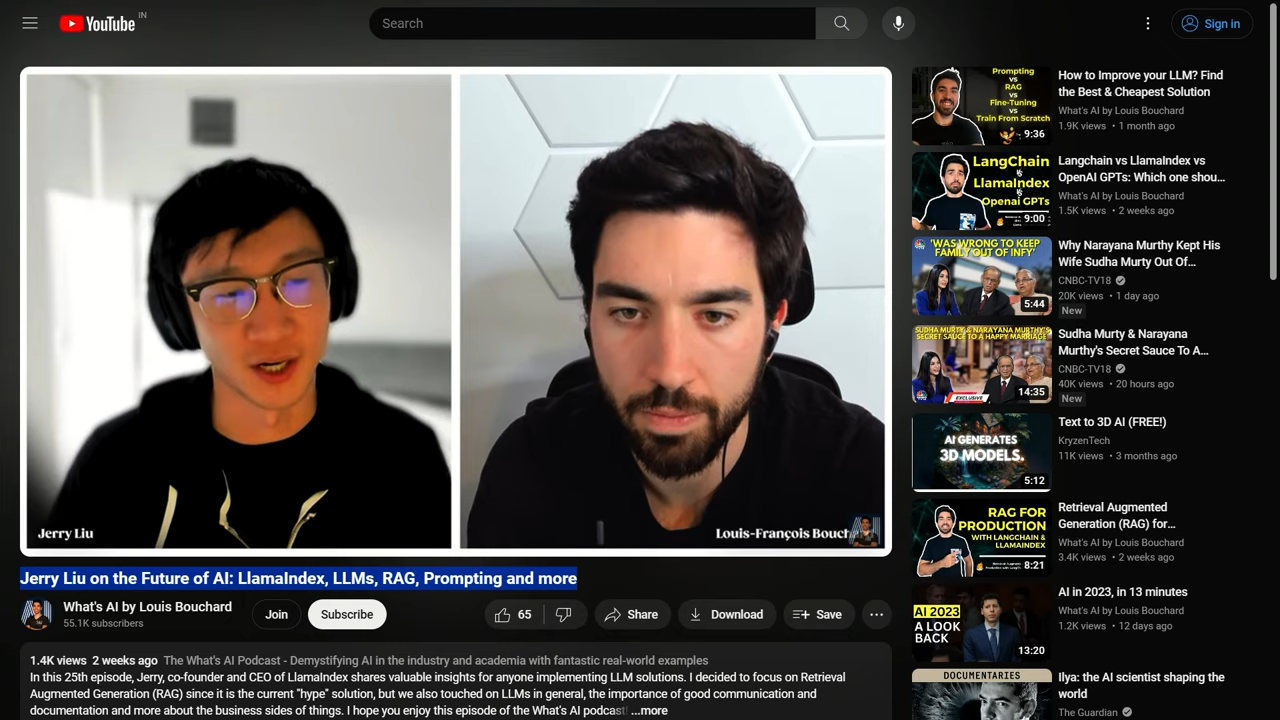 YouTube IN
Search
Sign in
Jerry Liu
Louis-François Bouch
Jerry Liu on the Future of AI: LlamaIndex, LLMs, RAG, Prompting and more
What's AI by Louis Bouchard
55.1K subscribers
Join
Subscribe
65
Share
Download
Save
1.4K views 2 weeks ago The What's AI Podcast - Demystifying AI in the industry and academia with fantastic real-world examples
In this 25th episode, Jerry, co-founder and CEO of LlamaIndex shares valuable insights for anyone implementing LLM solutions. I decided to focus on Retrieval
Augmented Generation (RAG) since it is the current "hype" solution, but we also touched on LLMs in general, the importance of good communication and
documentation and more about the business sides of things. I hope you enjoy this episode of the What's AI podcast! ...more
Prompting
vs
RAG
vs
Fine-Tuning
vs
Train From Scratch
9:36
How to Improve your LLM? Find
the Best & Cheapest Solution
What's AI by Louis Bouchard
1.9K views • 1 month ago
LangChain
vs
LlamaIndex
vs
Openai GPTs
9:00
Langchain vs LlamaIndex vs
OpenAI GPTs: Which one shou...
What's AI by Louis Bouchard
1.5K views • 2 weeks ago
'WAS WRONG TO KEEP
FAMILY OUT OF INFY'
5:44
Why Narayana Murthy Kept His
Wife Sudha Murty Out Of...
CNBC-TV18
20K views • 1 day ago
New
SUDHA MURTY & NARAYANA MURTHY'S
SECRET SAUCE TO A HAPPY MARRIAGE
EXCLUSIVE
14:35
Sudha Murty & Narayana
Murthy's Secret Sauce To A...
CNBC-TV18
40K views • 20 hours ago
New
AI GENERATES
3D MODELS.
5:12
Text to 3D AI (FREE!)
KryzenTech
11K views • 3 months ago
RAG FOR
PRODUCTION
WITH LANGCHAIN &
LLAMAINDEX
8:21
Retrieval Augmented
Generation (RAG) for...
What's AI by Louis Bouchard
3.4K views • 2 weeks ago
AI 2023
A LOOK
BACK
13:20
AI in 2023, in 13 minutes
What's AI by Louis Bouchard
1.2K views • 12 days ago
DOCUMENTARIES
Ilya: the AI scientist shaping the
world
The Guardian